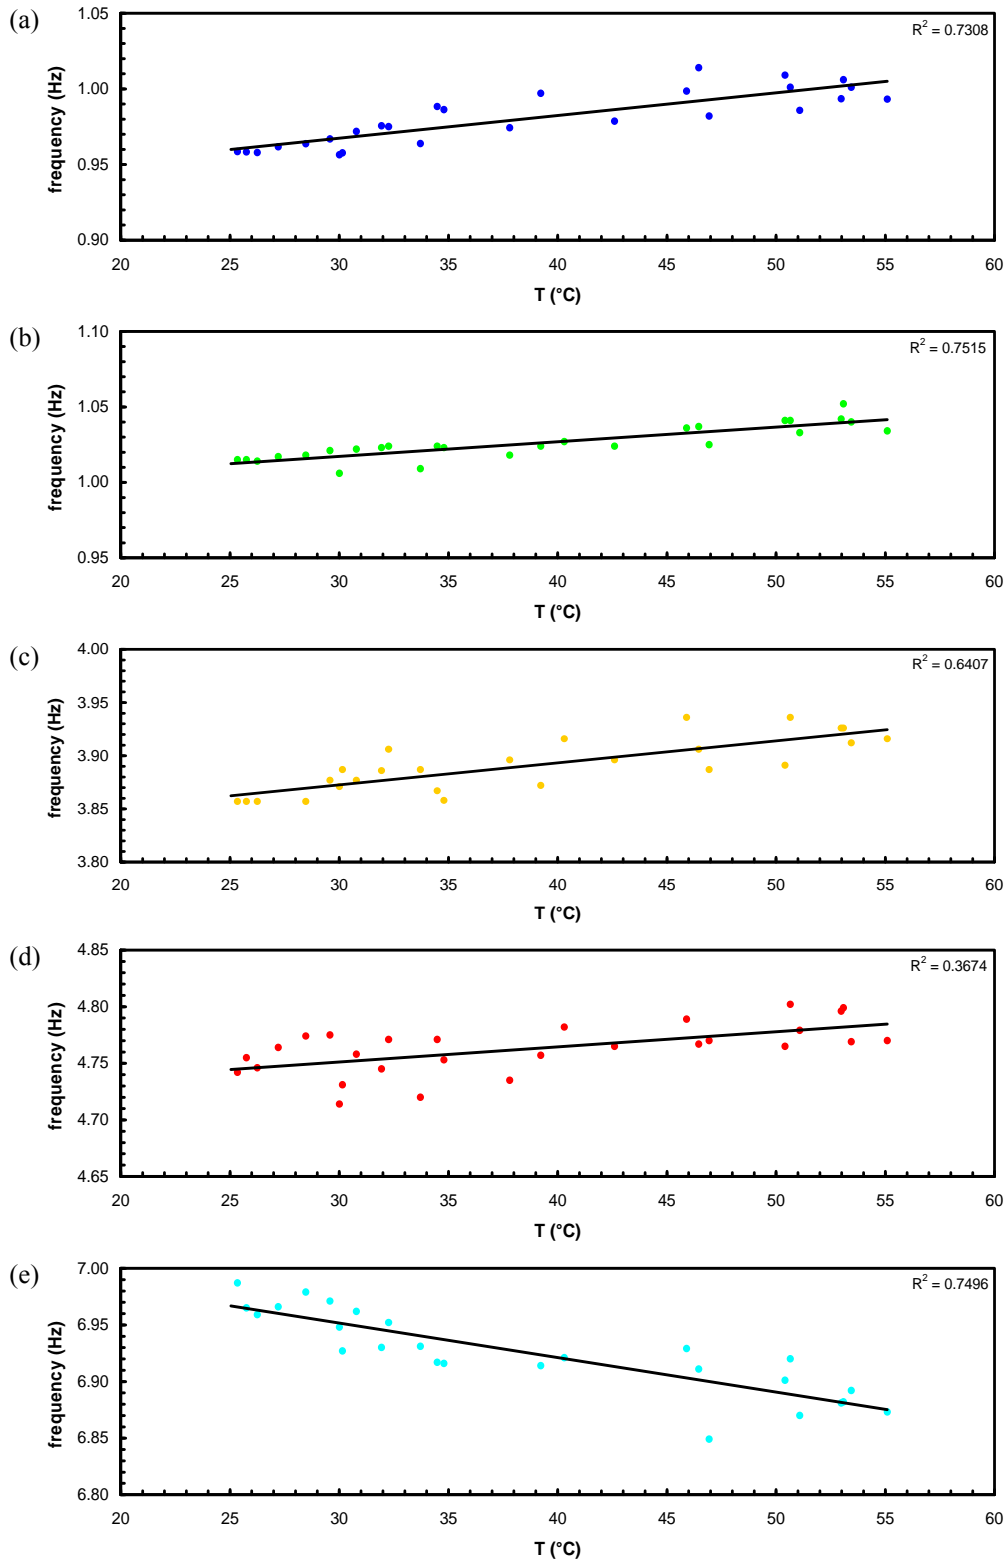 (a)
1.05
1.00
0.95
0.90
frequency (Hz)
R² = 0.7308
20 25 30 35 40 45 50 55 60
T (°C)
(b)
1.10
1.05
1.00
0.95
frequency (Hz)
R² = 0.7515
20 25 30 35 40 45 50 55 60
T (°C)
(c)
4.00
3.95
3.90
3.85
3.80
frequency (Hz)
R² = 0.6407
20 25 30 35 40 45 50 55 60
T (°C)
(d)
4.85
4.80
4.75
4.70
4.65
frequency (Hz)
R² = 0.3674
20 25 30 35 40 45 50 55 60
T (°C)
(e)
7.00
6.95
6.90
6.85
6.80
frequency (Hz)
R² = 0.7496
20 25 30 35 40 45 50 55 60
T (°C)